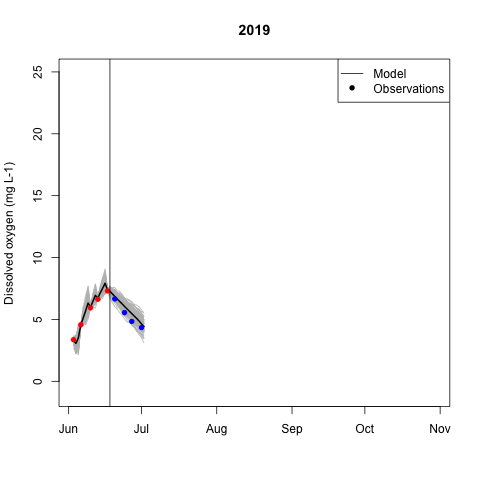 2019
Dissolved oxygen (mg L-1)
25
20
15
10
5
0
Model
Observations
Jun Jul Aug Sep Oct Nov